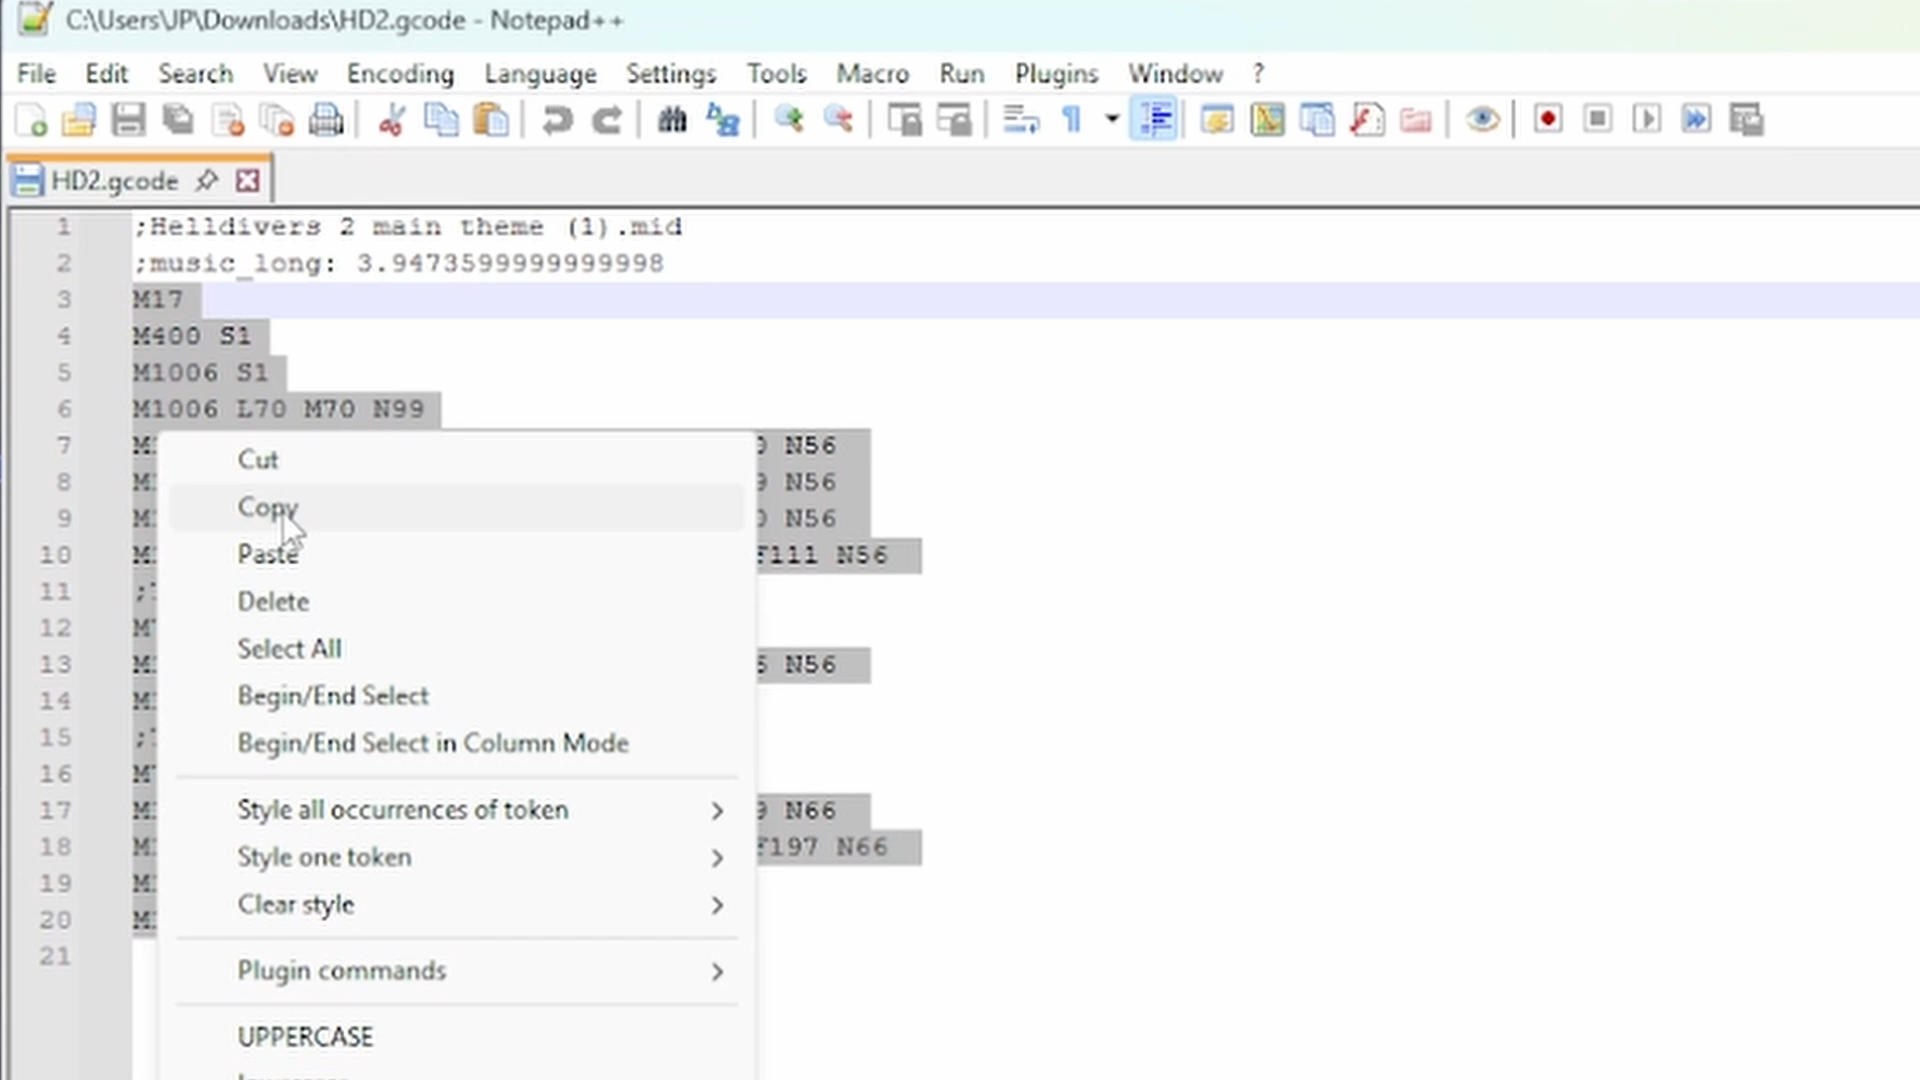 C:\Users\JP\Downloads\HD2.gcode - Notepad++
File Edit Search View Encoding Language Settings Tools Macro Run Plugins Window ?
HD2.gcode
1 ;Helldivers 2 main theme (1).mid
2 ;music_long: 3.9473599999999998
3 M17
4 M400 S1
5 M1006 S1
6 M1006 L70 M70 N99
7 M N56
8 M N56
9 M N56
10 M F111 N56
11 ;
12 M
13 M N56
14 M
15 ;
16 M
17 M N66
18 M F197 N66
19 M
20 M
21
Cut
Copy
Paste
Delete
Select All
Begin/End Select
Begin/End Select in Column Mode
Style all occurrences of token
Style one token
Clear style
Plugin commands
UPPERCASE